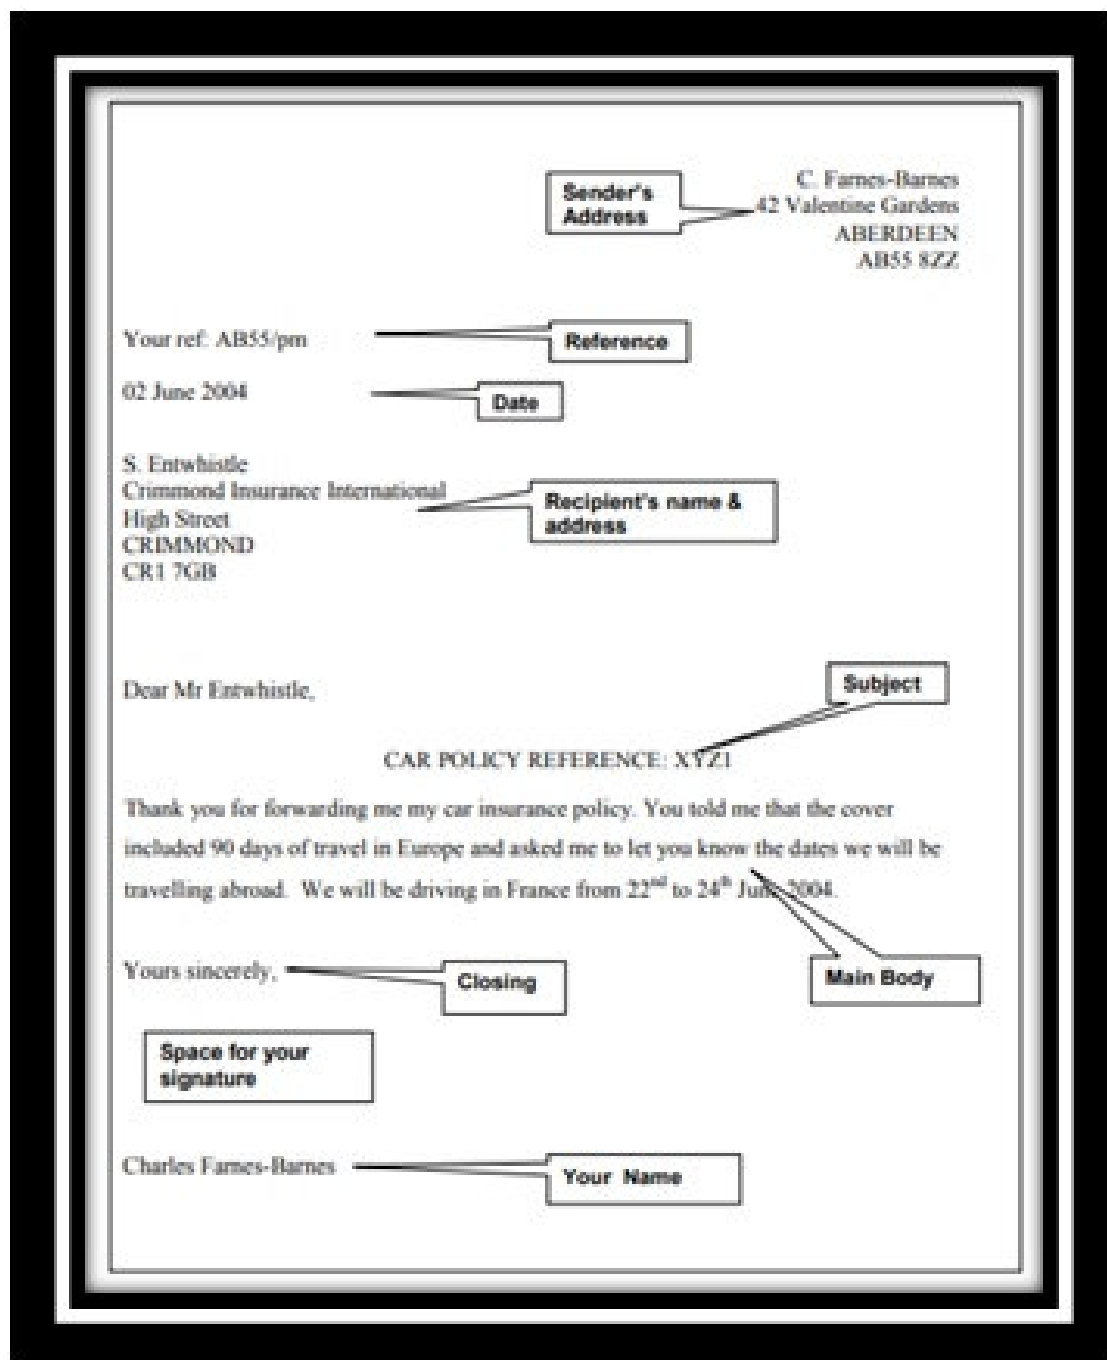 C. Farnes-Barnes
Sender's
Address
42 Valentine Gardens
ABERDEEN
AB55 8ZZ
Your ref: AB55/pm
Reference
02 June 2004
Date
S. Entwhistle
Crimmond Insurance International
High Street
CRIMMOND
CR1 7GB
Recipient's name &
address
Dear Mr Entwhistle,
Subject
CAR POLICY REFERENCE: XYZ1
Thank you for forwarding me my car insurance policy. You told me that the cover
included 90 days of travel in Europe and asked me to let you know the dates we will be
travelling abroad. We will be driving in France from 22nd to 24th June 2004.
Main Body
Yours sincerely,
Closing
Space for your
signature
Charles Farnes-Barnes
Your Name